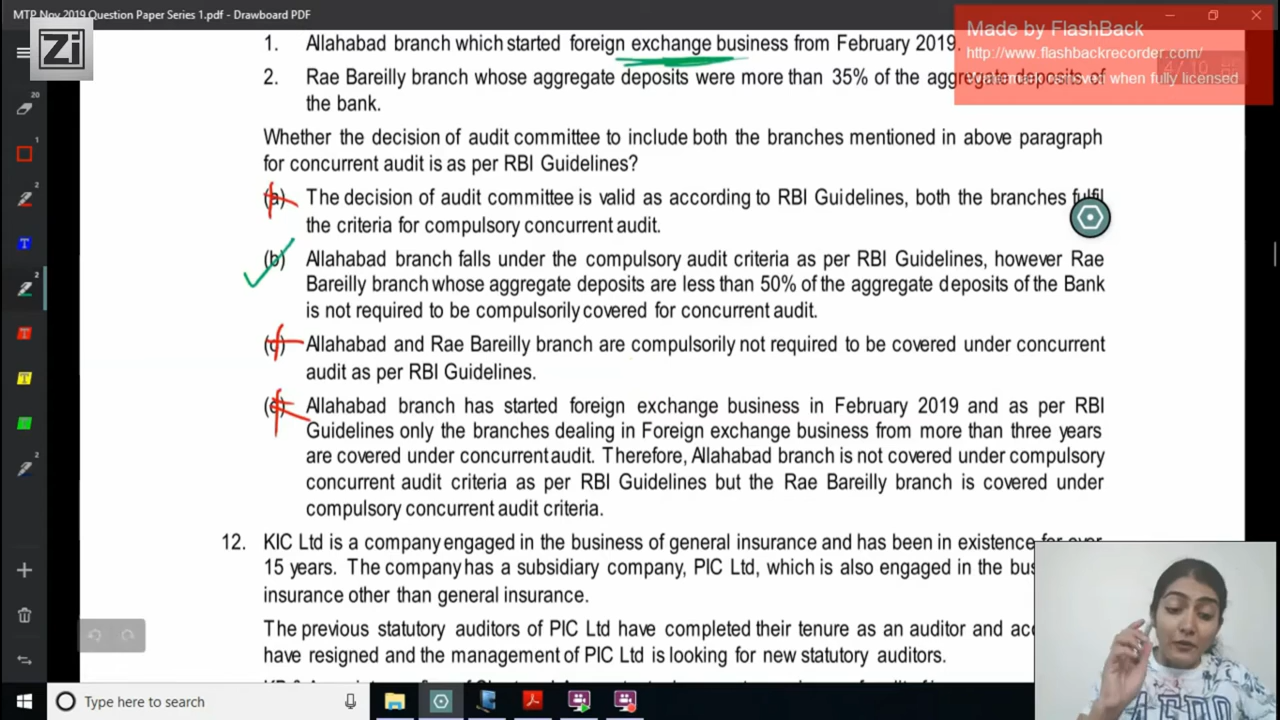 MTP Nov 2019 Question Paper Series 1.pdf - Drawboard PDF
Made by FlashBack
http://www.flashbackrecorder.com/
Watermark removed when fully licensed
4 / 10
Zi
1. Allahabad branch which started foreign exchange business from February 2019.
2. Rae Bareilly branch whose aggregate deposits were more than 35% of the aggregate deposits of
the bank.
Whether the decision of audit committee to include both the branches mentioned in above paragraph
for concurrent audit is as per RBI Guidelines?
(a) The decision of audit committee is valid as according to RBI Guidelines, both the branches fulfil
the criteria for compulsory concurrent audit.
(b) Allahabad branch falls under the compulsory audit criteria as per RBI Guidelines, however Rae
Bareilly branch whose aggregate deposits are less than 50% of the aggregate deposits of the Bank
is not required to be compulsorily covered for concurrent audit.
(c) Allahabad and Rae Bareilly branch are compulsorily not required to be covered under concurrent
audit as per RBI Guidelines.
Allahabad branch has started foreign exchange business in February 2019 and as per RBI
Guidelines only the branches dealing in Foreign exchange business from more than three years
are covered under concurrent audit. Therefore, Allahabad branch is not covered under compulsory
concurrent audit criteria as per RBI Guidelines but the Rae Bareilly branch is covered under
compulsory concurrent audit criteria.
12. KIC Ltd is a company engaged in the business of general insurance and has been in existence for over
15 years. The company has a subsidiary company, PIC Ltd, which is also engaged in the
insurance other than general insurance.
The previous statutory auditors of PIC Ltd have completed their tenure as an auditor and
have resigned and the management of PIC Ltd is looking for new statutory auditors.
Type here to search